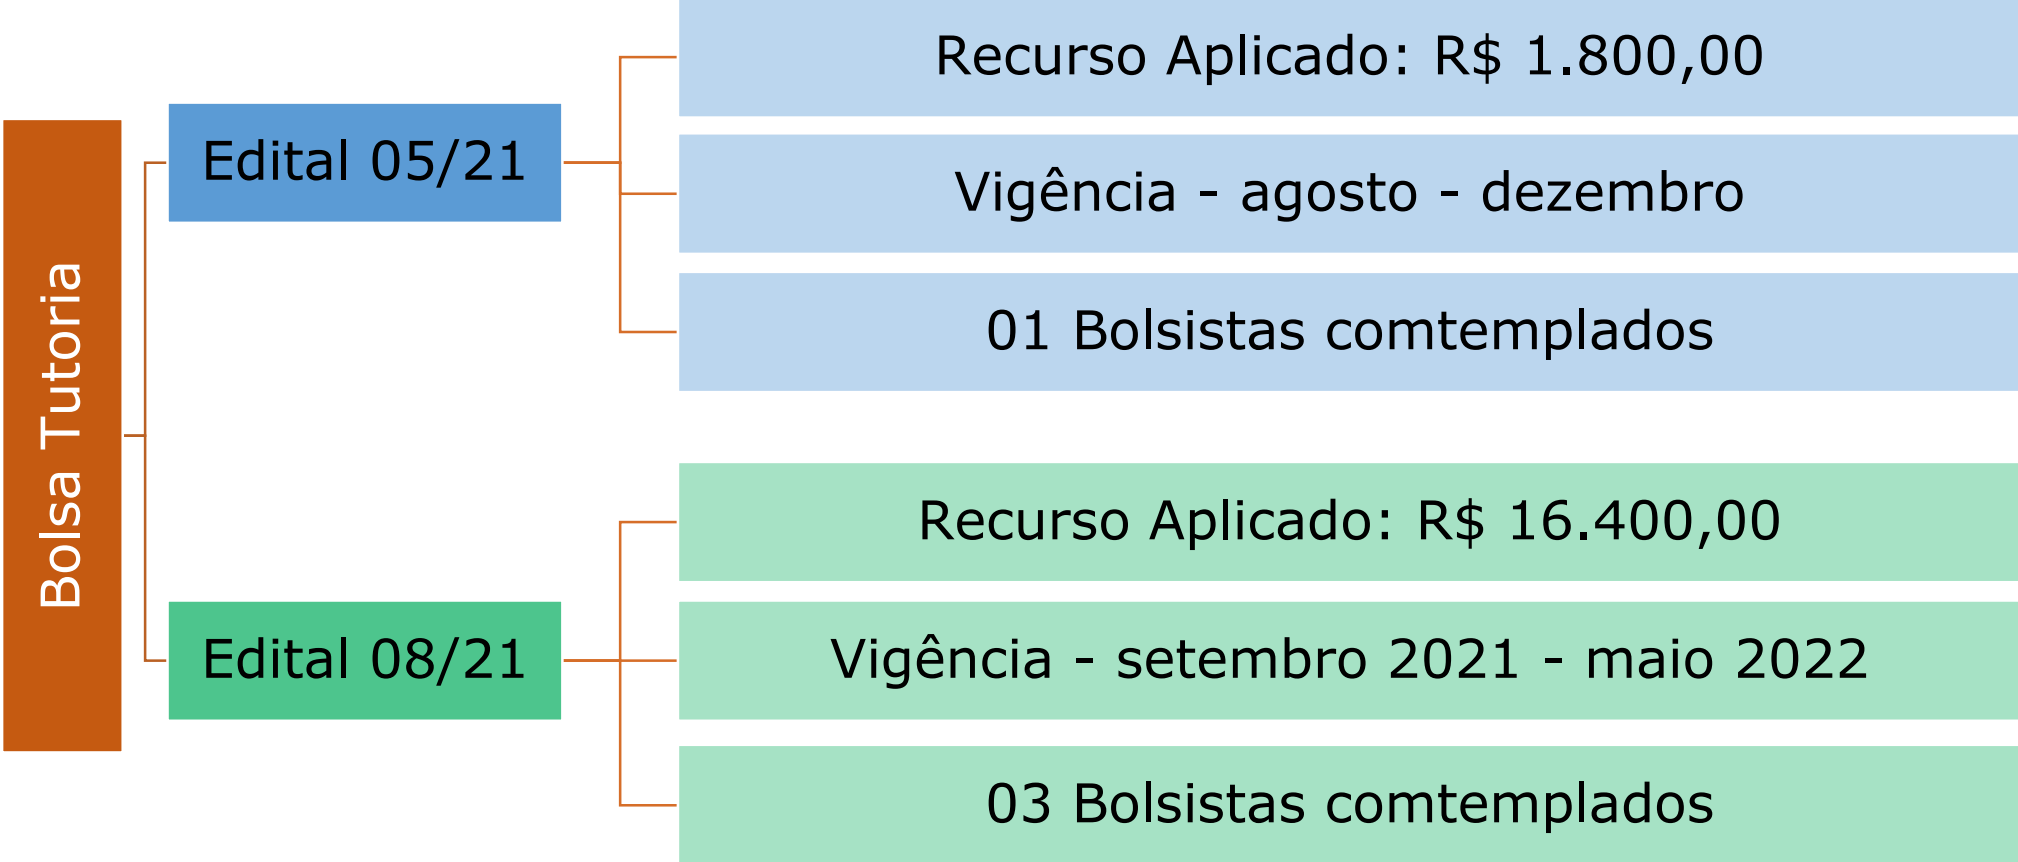 Bolsa Tutoria
Edital 05/21
Recurso Aplicado: R$ 1.800,00
Vigência - agosto - dezembro
01 Bolsistas comtemplados
Edital 08/21
Recurso Aplicado: R$ 16.400,00
Vigência - setembro 2021 - maio 2022
03 Bolsistas comtemplados